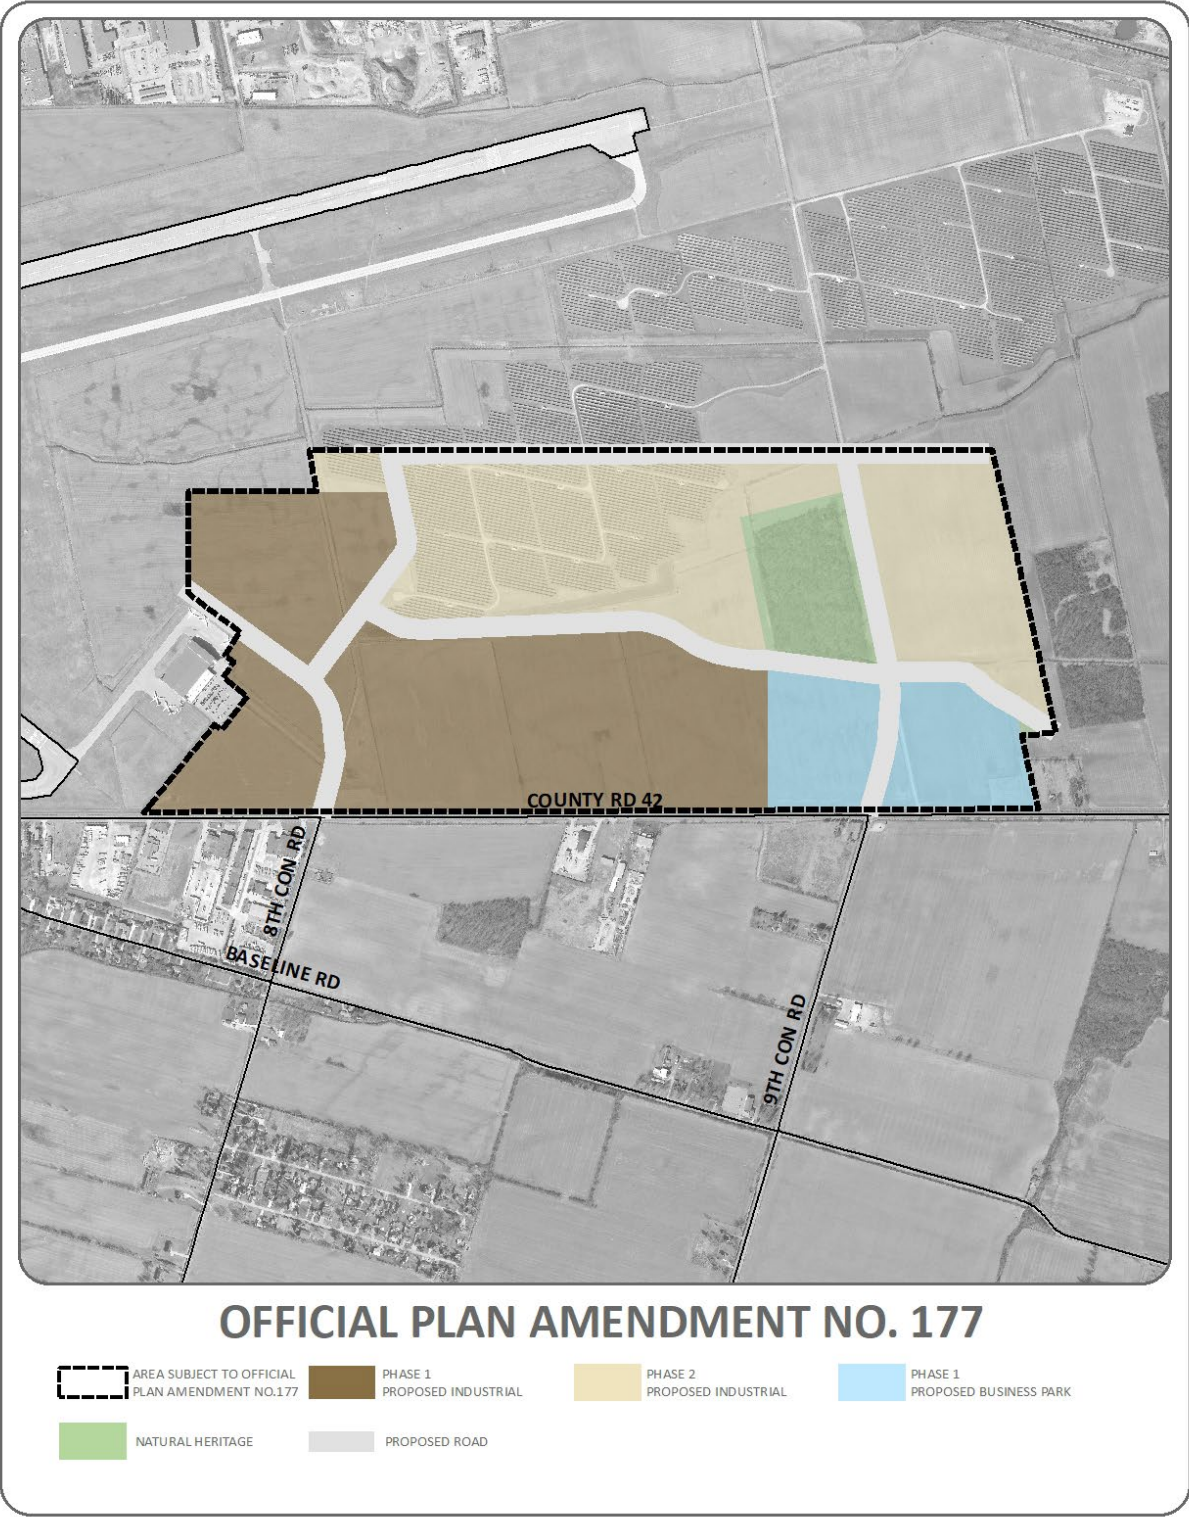 COUNTY RD 42
8TH CON RD
BASELINE RD
9TH CON RD
OFFICIAL PLAN AMENDMENT NO. 177
AREA SUBJECT TO OFFICIAL
PLAN AMENDMENT NO.177
PHASE 1
PROPOSED INDUSTRIAL
PHASE 2
PROPOSED INDUSTRIAL
PHASE 1
PROPOSED BUSINESS PARK
NATURAL HERITAGE
PROPOSED ROAD